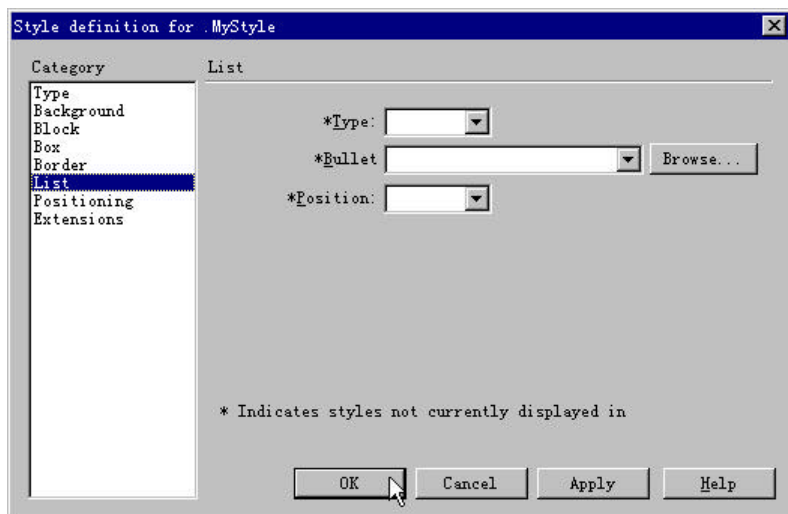 Style definition for .MyStyle
Category
List
Type
Background
Block
Box
Border
List
Positioning
Extensions
*Type:
*Bullet
Browse...
*Position:
* Indicates styles not currently displayed in
OK
Cancel
Apply
Help